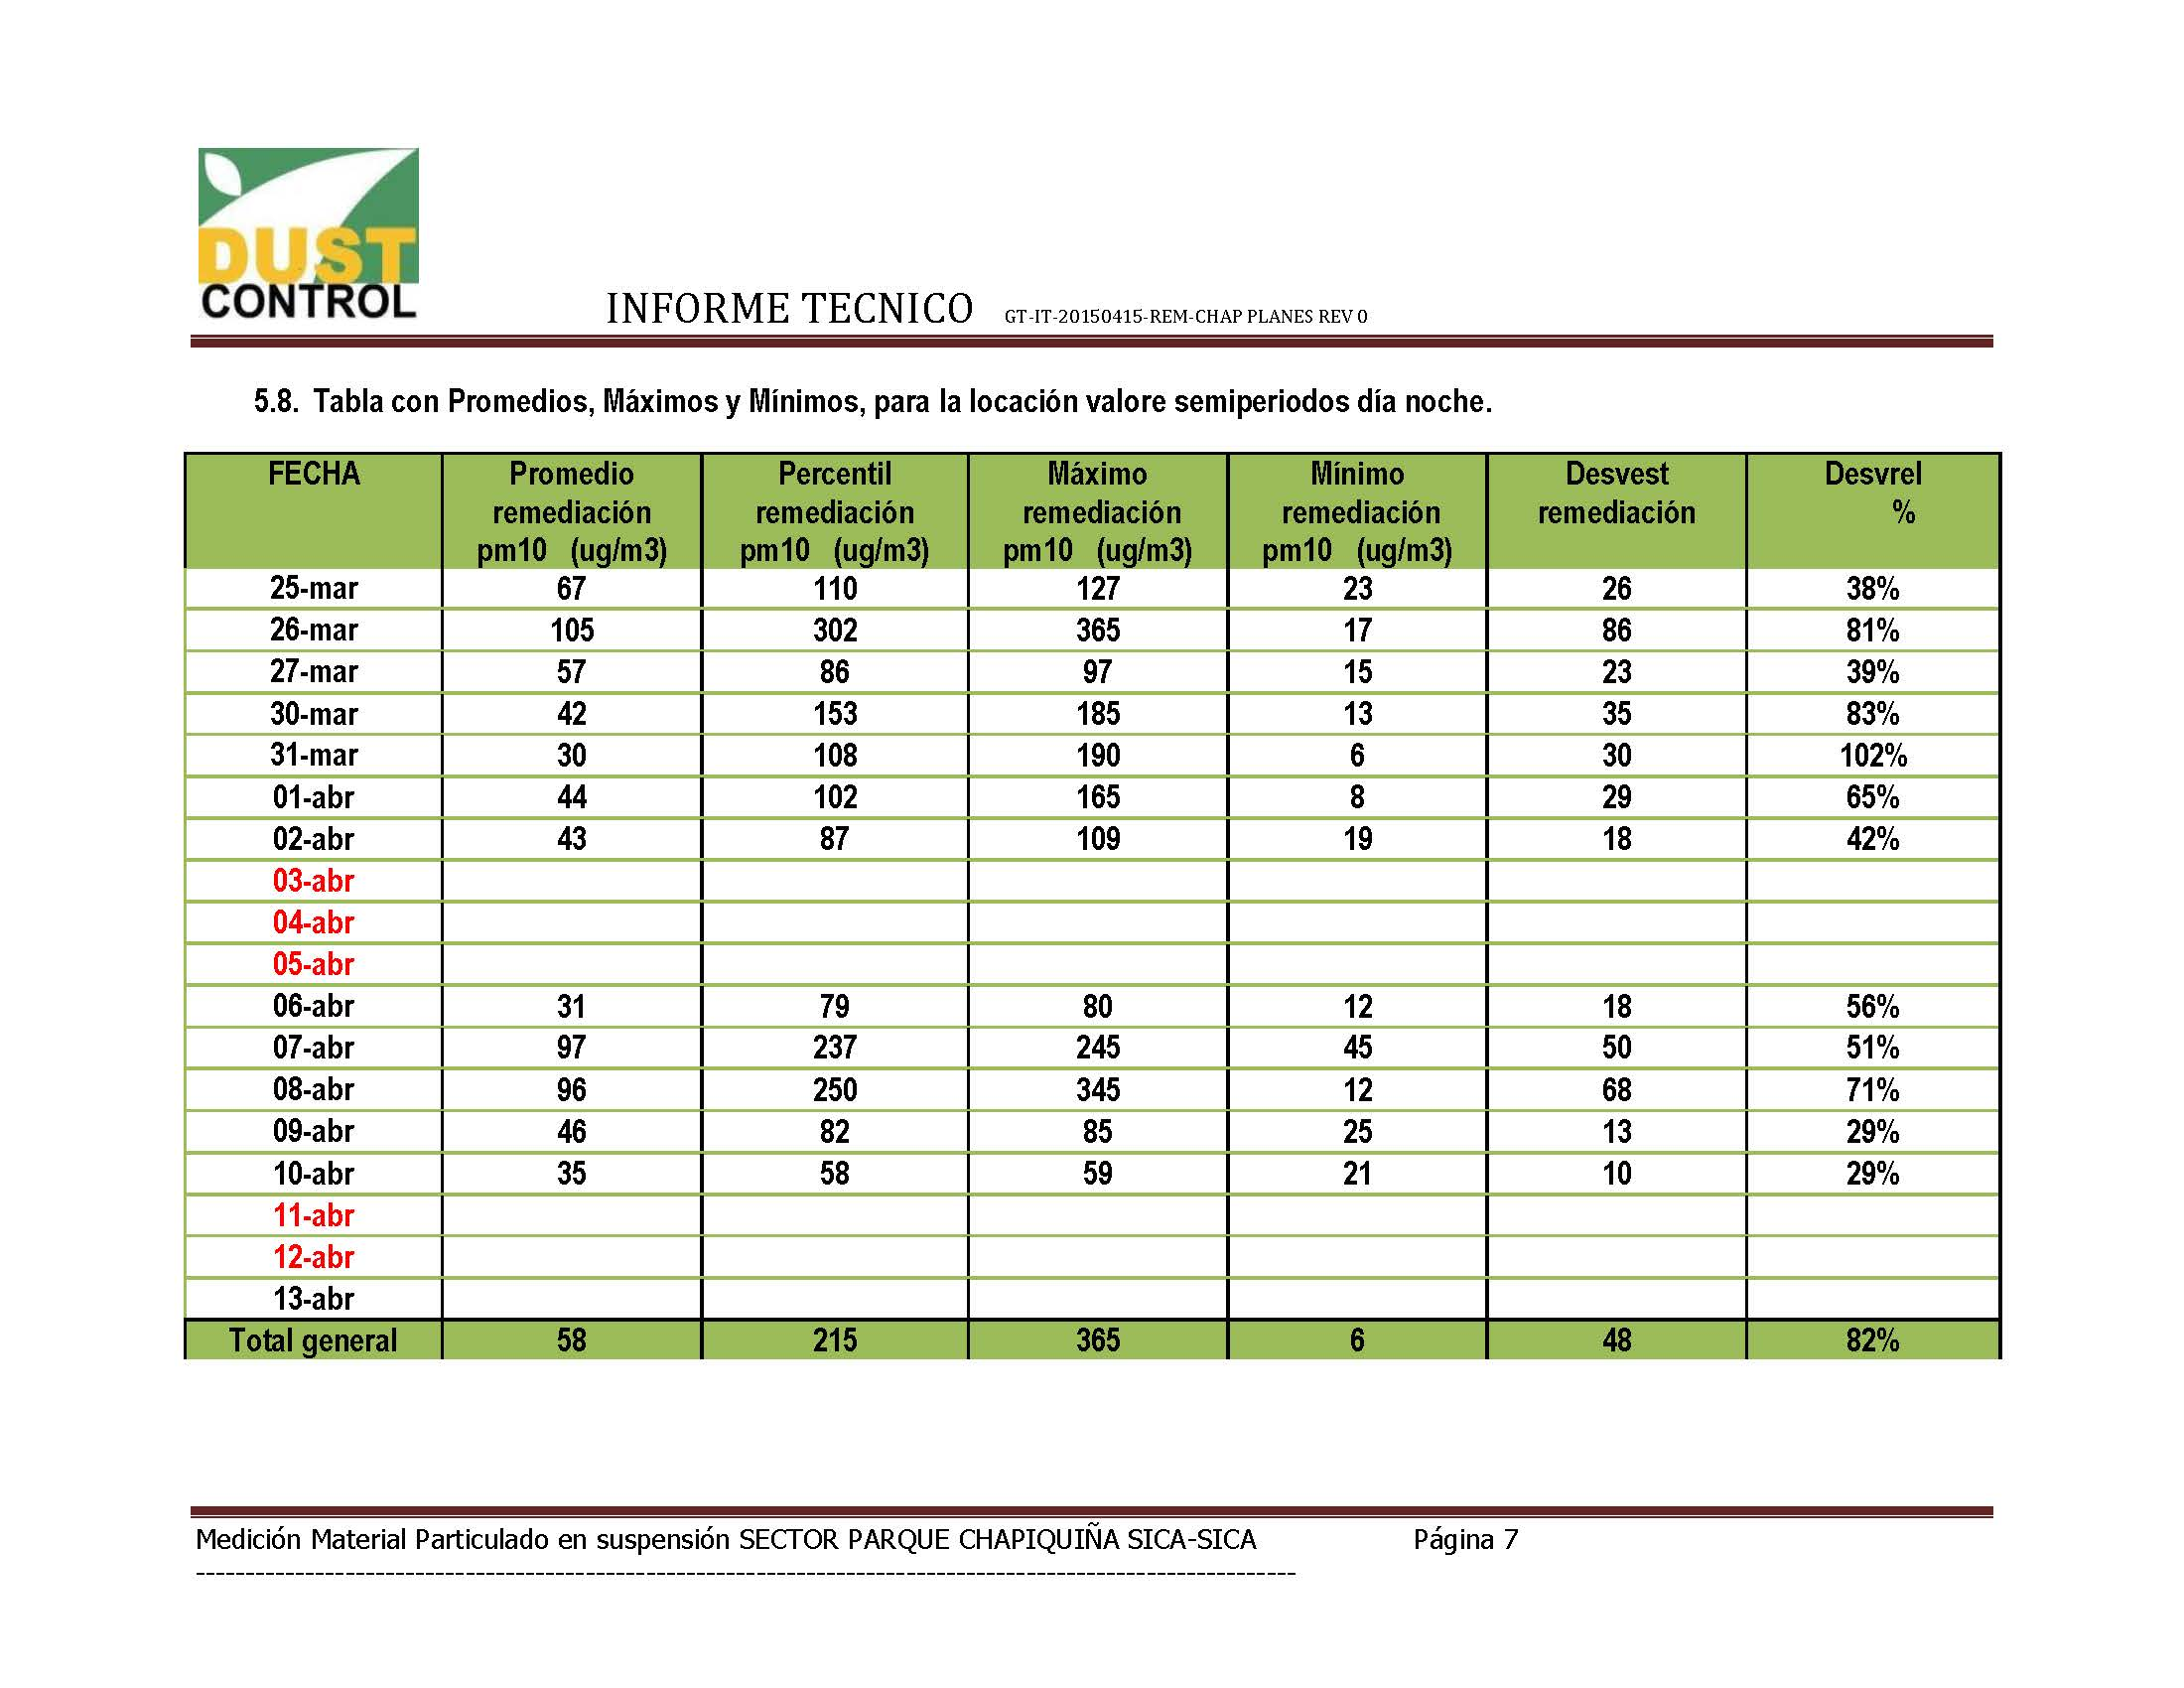 DUST
CONTROL
INFORME TECNICO GT-IT-20150415-REM-CHAP PLANES REV 0
5.8. Tabla con Promedios, Máximos y Mínimos, para la locación valore semiperiodos día noche.
FECHA Promedio remediación pm10 (ug/m3) Percentil remediación pm10 (ug/m3) Máximo remediación pm10 (ug/m3) Mínimo remediación pm10 (ug/m3) Desvest remediación Desvrel %
25-mar 67 110 127 23 26 38%
26-mar 105 302 365 17 86 81%
27-mar 57 86 97 15 23 39%
30-mar 42 153 185 13 35 83%
31-mar 30 108 190 6 30 102%
01-abr 44 102 165 8 29 65%
02-abr 43 87 109 19 18 42%
03-abr
04-abr
05-abr
06-abr 31 79 80 12 18 56%
07-abr 97 237 245 45 50 51%
08-abr 96 250 345 12 68 71%
09-abr 46 82 85 25 13 29%
10-abr 35 58 59 21 10 29%
11-abr
12-abr
13-abr
Total general 58 215 365 6 48 82%
Medición Material Particulado en suspensión SECTOR PARQUE CHAPIQUIÑA SICA-SICA Página 7
--------------------------------------------------------------------------------------------------------------